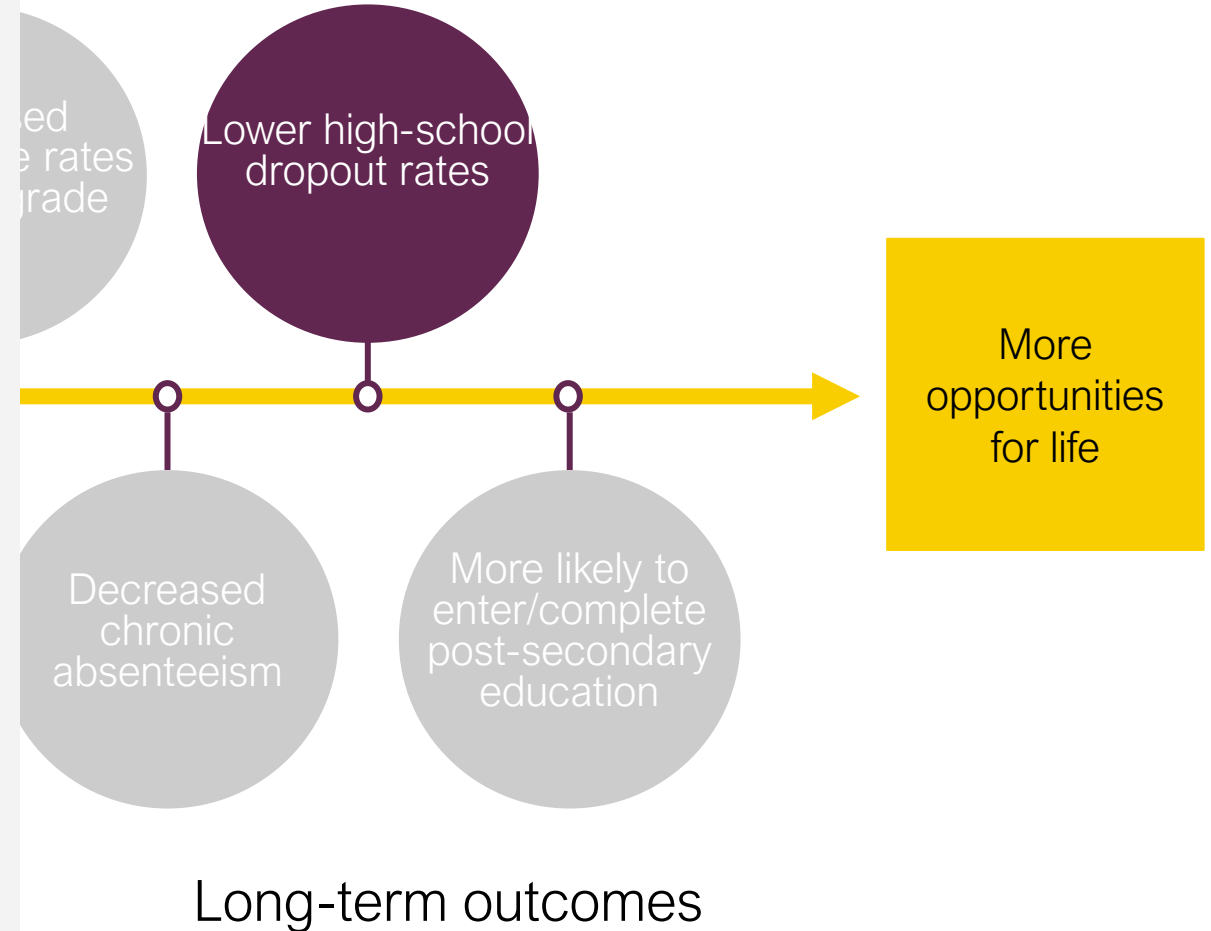 rates
Lower high-school
dropout rates
More
opportunities
for life
Decreased
chronic
absenteeism
More likely to
enter/complete
post-secondary
education
Long-term outcomes